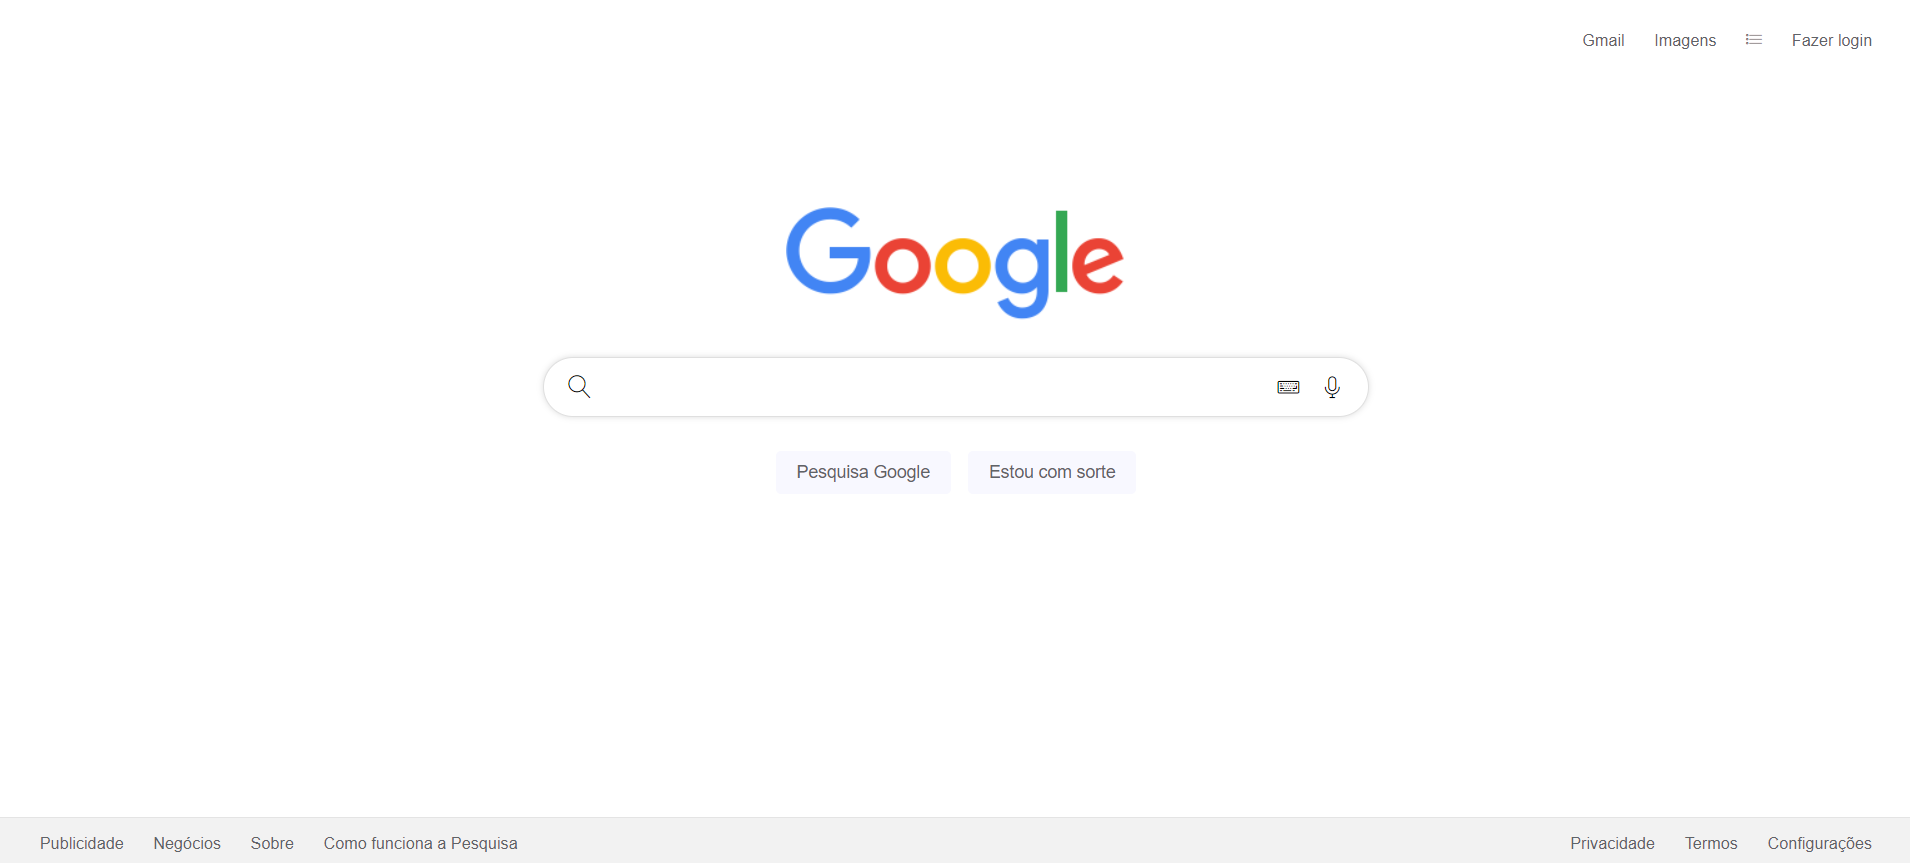 Gmail Imagens Fazer login
Google
Pesquisa Google Estou com sorte
Publicidade Negócios Sobre Como funciona a Pesquisa Privacidade Termos Configurações